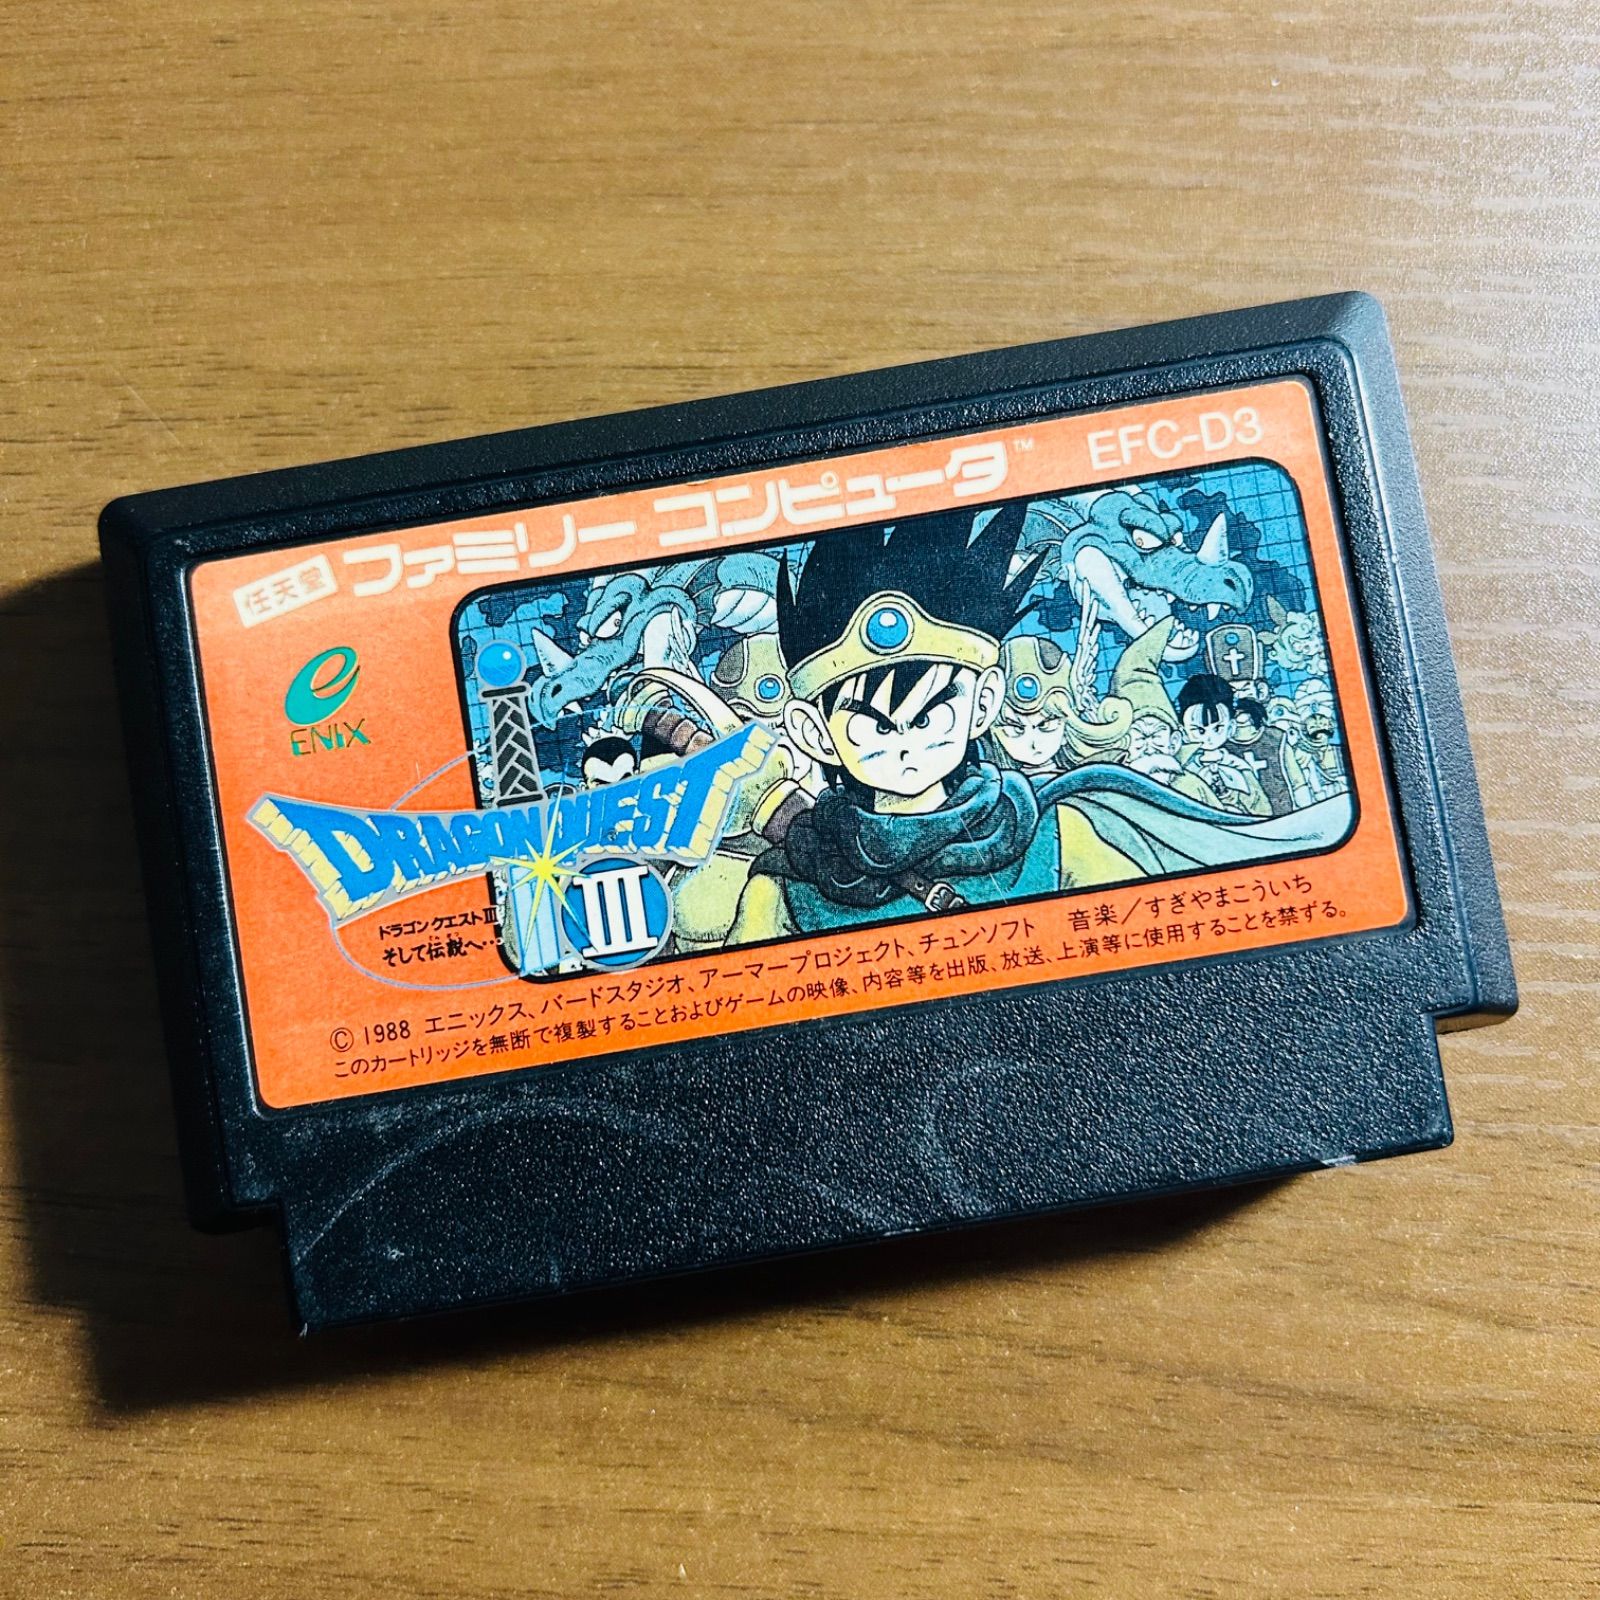 任天堂 ファミリー コンピュータ™ EFC-D3
ENIX
DRAGON QUEST
III
ドラゴンクエストIII
そして伝説へ…
© 1988 エニックス、バードスタジオ、アーマープロジェクト、チュンソフト 音楽／すぎやまこういち
このカートリッジを無断で複製することおよびゲームの映像、内容等を出版、放送、上演等に使用することを禁ずる。